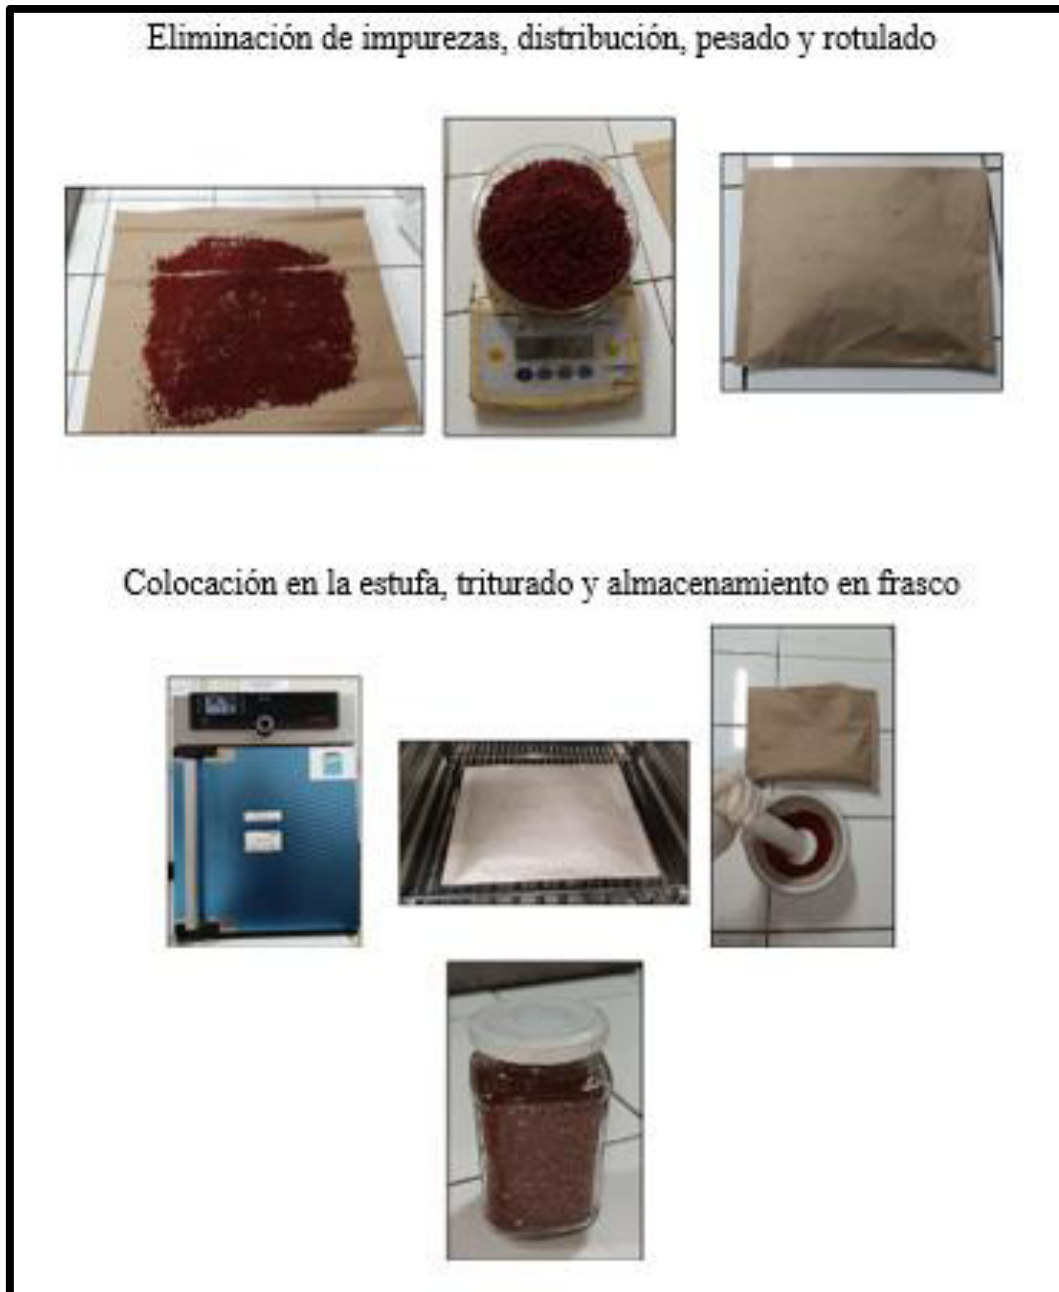 Eliminación de impurezas, distribución, pesado y rotulado
Colocación en la estufa, triturado y almacenamiento en frasco